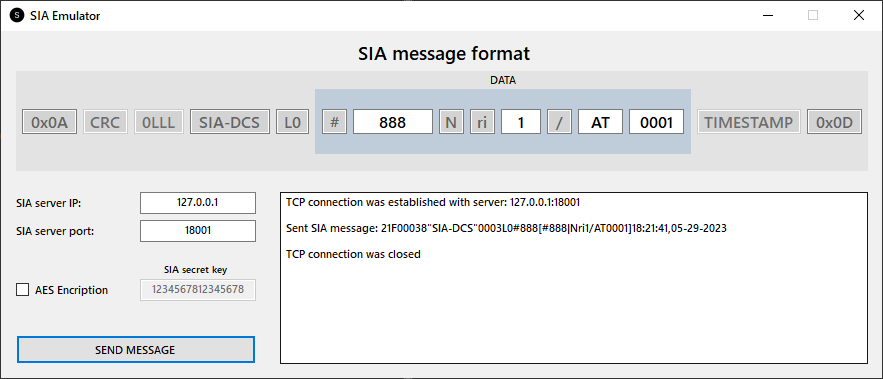 S SIA Emulator
SIA message format
DATA
0x0A CRC 0LLL SIA-DCS L0 # 888 N ri 1 / AT 0001 TIMESTAMP 0x0D
SIA server IP: 127.0.0.1
SIA server port: 18001
SIA secret key
AES Encription 1234567812345678
SEND MESSAGE
TCP connection was established with server: 127.0.0.1:18001
Sent SIA message: 21F00038"SIA-DCS"0003L0#888[#888|Nri1/AT0001]18:21:41,05-29-2023
TCP connection was closed